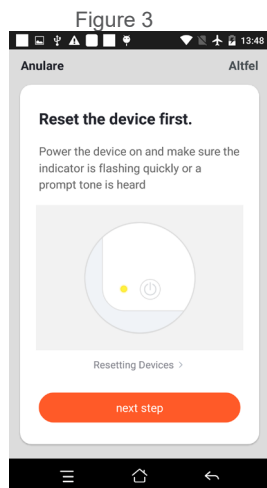 Figure 3
13:48
Anulare Altfel
Reset the device first.
Power the device on and make sure the
indicator is flashing quickly or a
prompt tone is heard
Resetting Devices >
next step